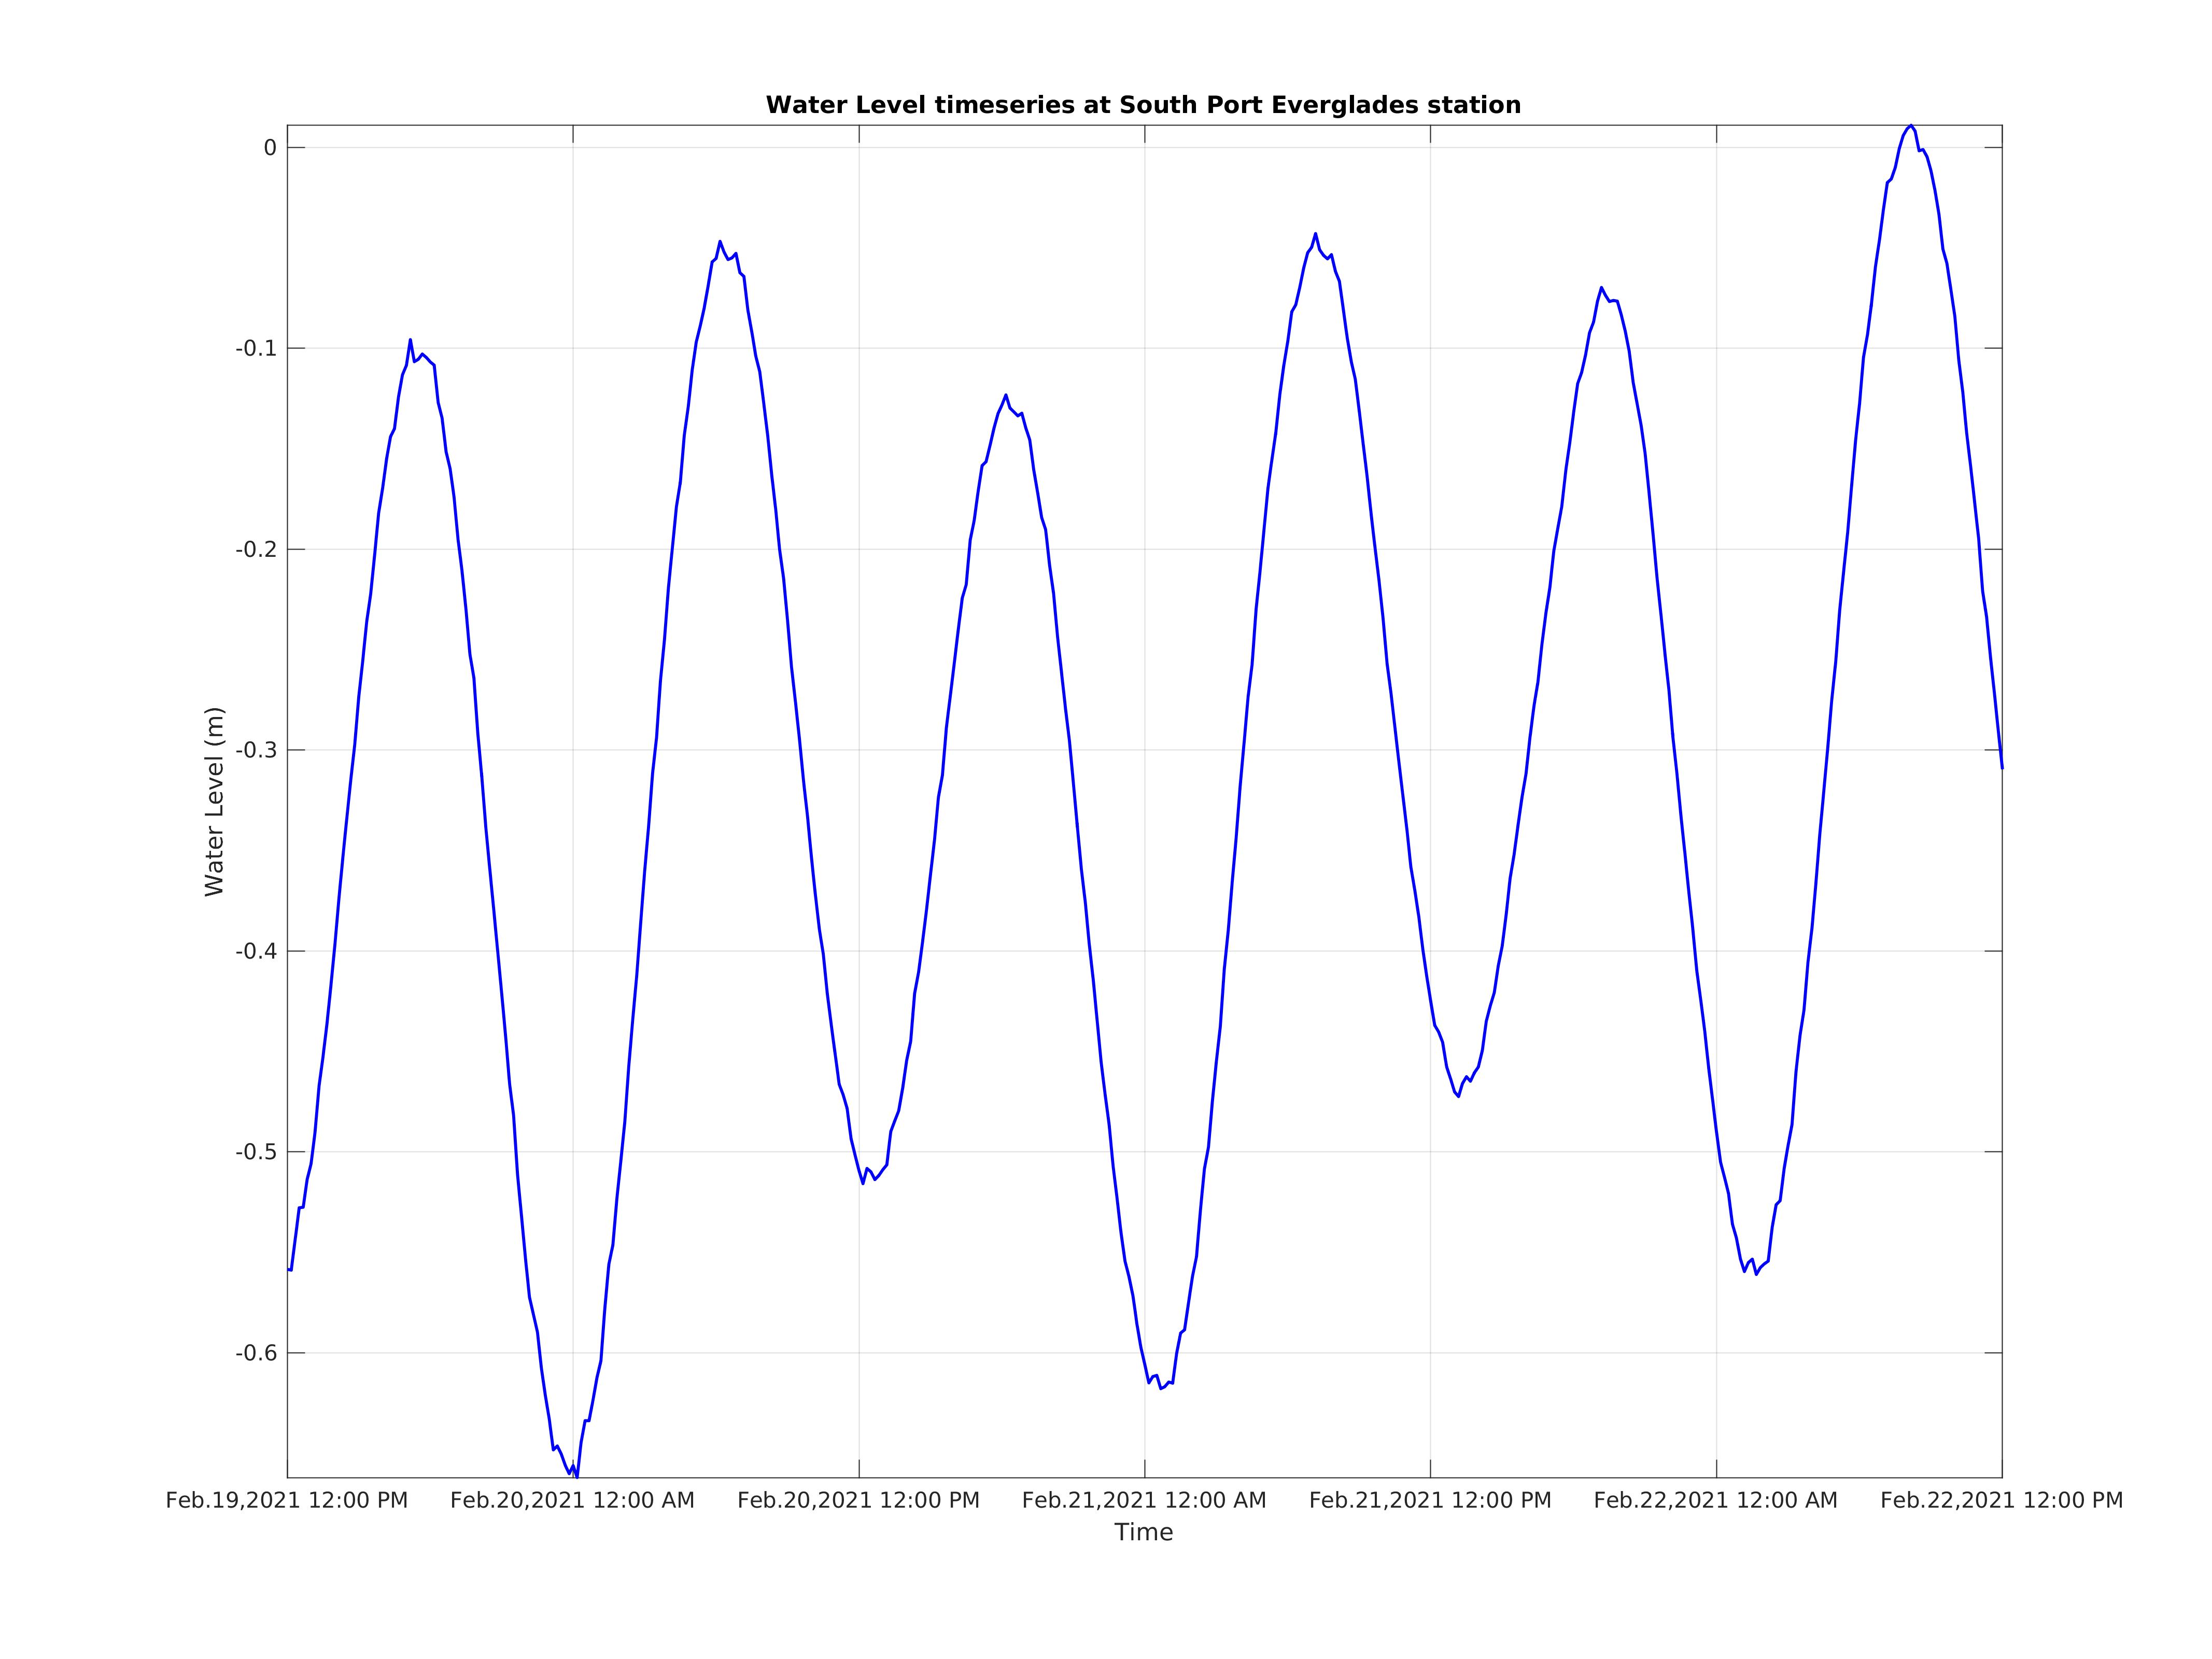 Water Level timeseries at South Port Everglades station
0
-0.1
-0.2
-0.3
-0.4
-0.5
-0.6
Water Level (m)
Feb.19,2021 12:00 PM Feb.20,2021 12:00 AM Feb.20,2021 12:00 PM Feb.21,2021 12:00 AM Feb.21,2021 12:00 PM Feb.22,2021 12:00 AM Feb.22,2021 12:00 PM
Time